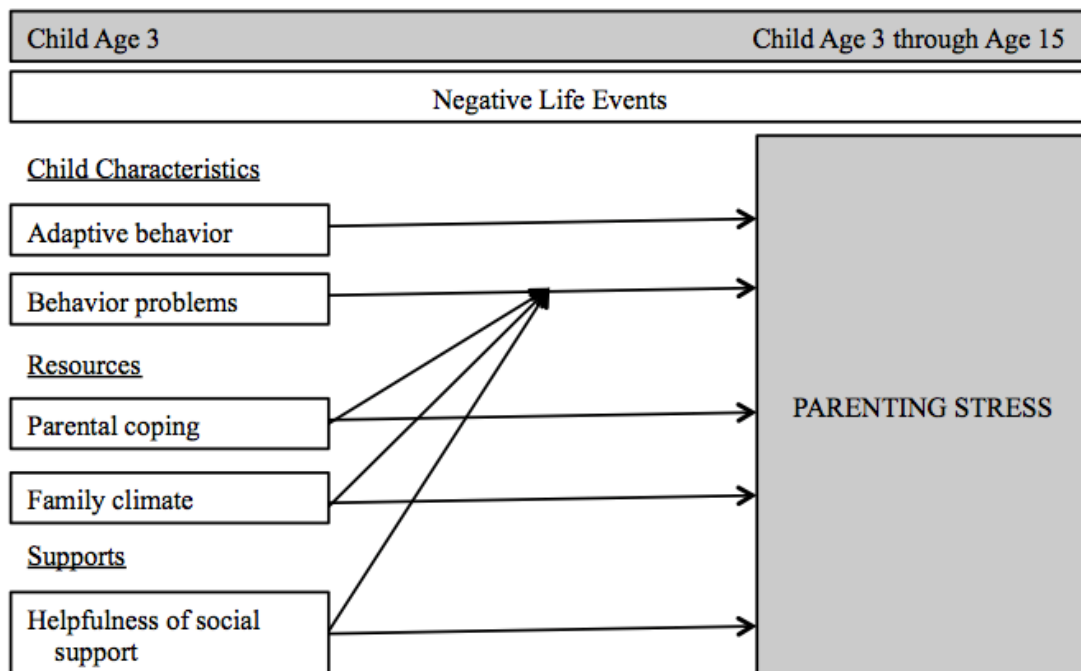 Child Age 3
Child Age 3 through Age 15
Negative Life Events
Child Characteristics
Adaptive behavior
Behavior problems
Resources
Parental coping
Family climate
Supports
Helpfulness of social
support
PARENTING STRESS